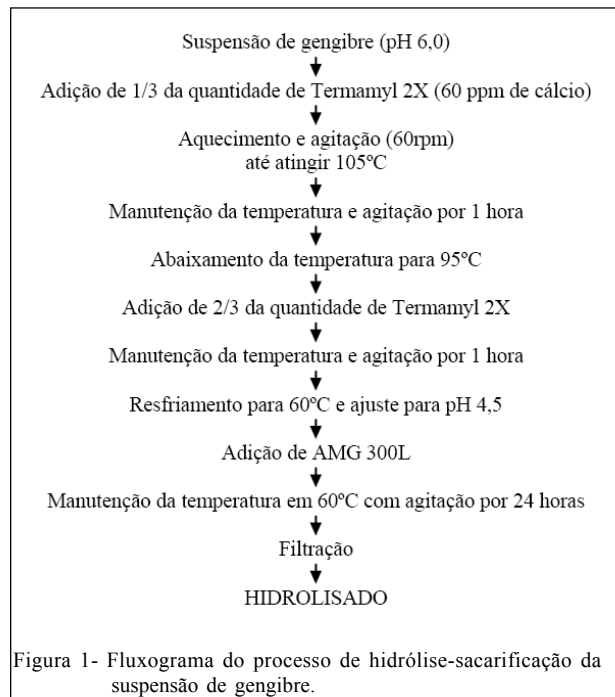 Suspensão de gengibre (pH 6,0)
Adição de 1/3 da quantidade de Termamyl 2X (60 ppm de cálcio)
Aquecimento e agitação (60rpm)
até atingir 105ºC
Manutenção da temperatura e agitação por 1 hora
Abaixamento da temperatura para 95ºC
Adição de 2/3 da quantidade de Termamyl 2X
Manutenção da temperatura e agitação por 1 hora
Resfriamento para 60ºC e ajuste para pH 4,5
Adição de AMG 300L
Manutenção da temperatura em 60ºC com agitação por 24 horas
Filtração
HIDROLISADO
Figura 1- Fluxograma do processo de hidrólise-sacarificação da
suspensão de gengibre.